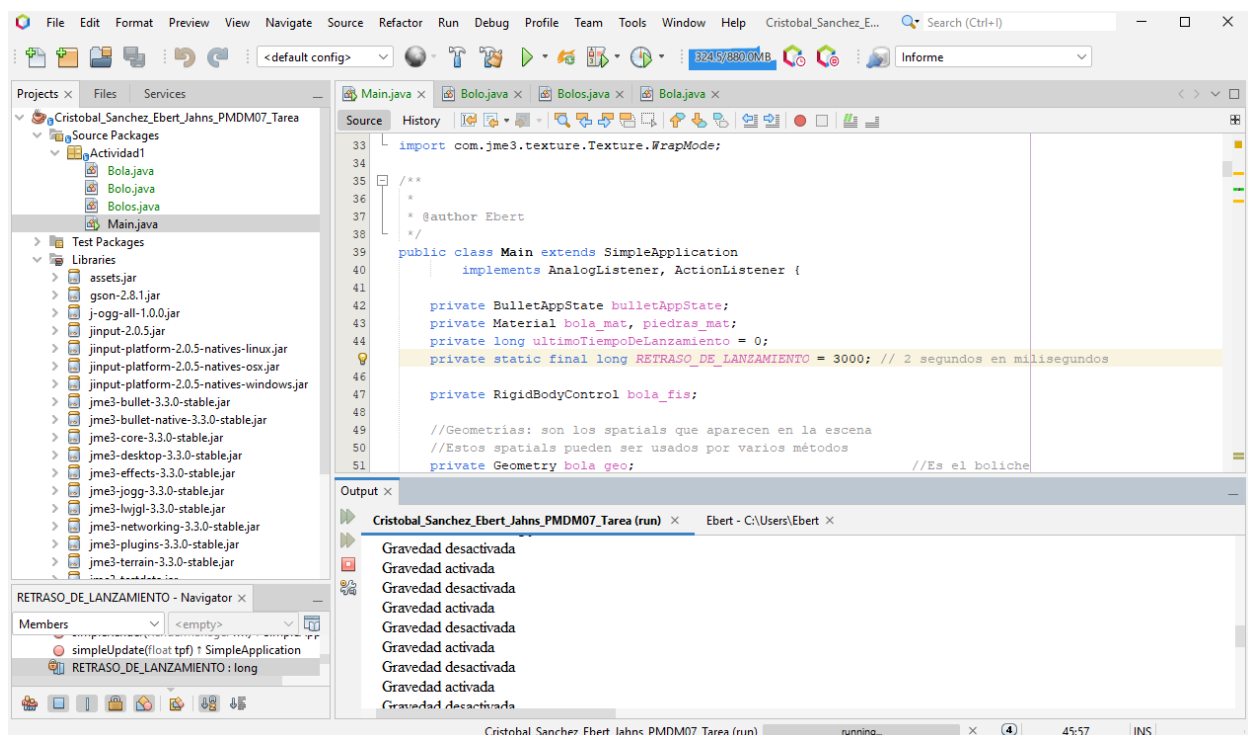 File Edit Format Preview View Navigate Source Refactor Run Debug Profile Team Tools Window Help Cristobal_Sanchez_E... Search (Ctrl+I)
<default config> 324.5/880.0MB Informe
Projects Files Services
Cristobal_Sanchez_Ebert_Jahns_PMDM07_Tarea
Source Packages
Actividad1
Bola.java
Bolo.java
Bolos.java
Main.java
Test Packages
Libraries
assets.jar
gson-2.8.1.jar
j-ogg-all-1.0.0.jar
jinput-2.0.5.jar
jinput-platform-2.0.5-natives-linux.jar
jinput-platform-2.0.5-natives-osx.jar
jinput-platform-2.0.5-natives-windows.jar
jme3-bullet-3.3.0-stable.jar
jme3-bullet-native-3.3.0-stable.jar
jme3-core-3.3.0-stable.jar
jme3-desktop-3.3.0-stable.jar
jme3-effects-3.3.0-stable.jar
jme3-jogg-3.3.0-stable.jar
jme3-lwjgl-3.3.0-stable.jar
jme3-networking-3.3.0-stable.jar
jme3-plugins-3.3.0-stable.jar
jme3-terrain-3.3.0-stable.jar
RETRASO_DE_LANZAMIENTO - Navigator
Members <empty>
simpleUpdate(float tpf) ↑ SimpleApplication
RETRASO_DE_LANZAMIENTO : long
Main.java Bolo.java Bolos.java Bola.java
Source History
33 import com.jme3.texture.Texture.WrapMode;
34
35 /**
36 *
37 * @author Ebert
38 */
39 public class Main extends SimpleApplication
40 implements AnalogListener, ActionListener {
41
42 private BulletAppState bulletAppState;
43 private Material bola_mat, piedras_mat;
44 private long ultimoTiempoDeLanzamiento = 0;
private static final long RETRASO_DE_LANZAMIENTO = 3000; // 2 segundos en milisegundos
46
47 private RigidBodyControl bola_fis;
48
49 //Geometrías: son los spatials que aparecen en la escena
50 //Estos spatials pueden ser usados por varios métodos
51 private Geometry bola_geo; //Es el boliche
Output
Cristobal_Sanchez_Ebert_Jahns_PMDM07_Tarea (run) Ebert - C:\Users\Ebert
Gravedad desactivada
Gravedad activada
Gravedad desactivada
Gravedad activada
Gravedad desactivada
Gravedad activada
Gravedad desactivada
Gravedad activada
Gravedad desactivada
Cristobal_Sanchez_Ebert_Jahns_PMDM07_Tarea (run) running... 4 45:57 INS